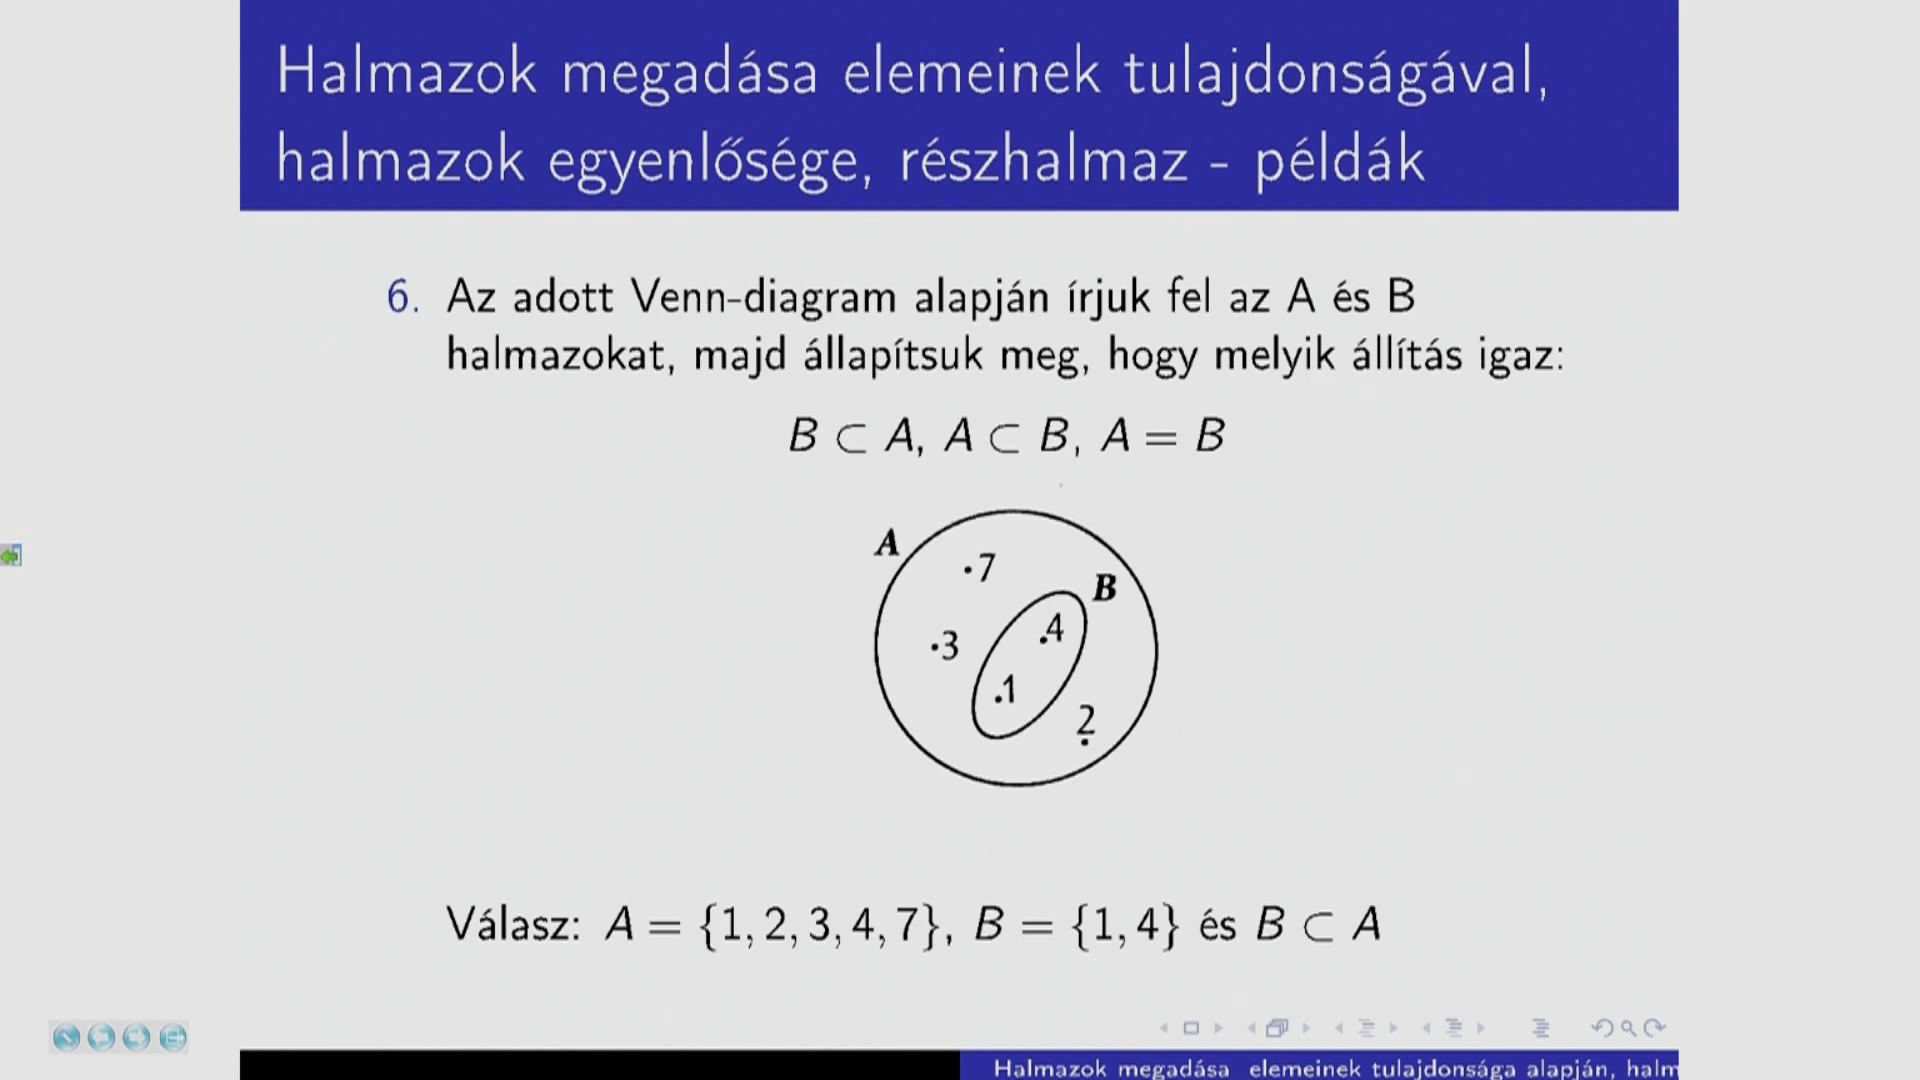 Halmazok megadása elemeinek tulajdonságával,
halmazok egyenlősége, részhalmaz - példák
6. Az adott Venn-diagram alapján írjuk fel az A és B
halmazokat, majd állapítsuk meg, hogy melyik állítás igaz:
B ⊂ A, A ⊂ B, A = B
A
.7
B
.4
.3
.1
2
Válasz: A = {1, 2, 3, 4, 7}, B = {1, 4} és B ⊂ A
Halmazok megadása elemeinek tulajdonsága alapján, halm